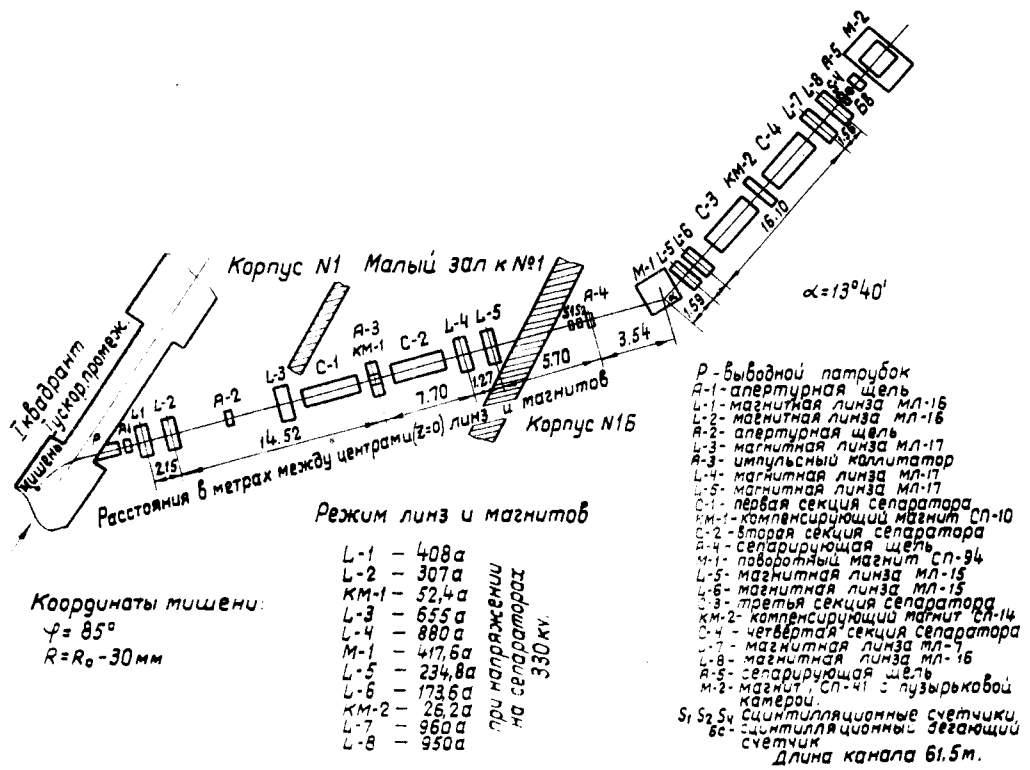 М-2
А-5
L-8
S-4
L-7
БВ
1.56
С-4
КМ-2
С-3
16.10
L-6
L-5
М-1
1.59
α=13°40'
Корпус N1 Малый зал к №1
I квадрант
I ускор. промеж.
мишень
Р
А1
L1
L-2
А-2
L-3
С-1
А-3
КМ-1
С-2
L-4
L-5
S1S2
А-4
α
2.15
14.52
7.70
1.27
5.70
3.54
Корпус N1Б
Расстояния в метрах между центрами (z=0) линз и магнитов
Режим линз и магнитов
L-1 – 408а
L-2 – 307а
КМ-1 – 52,4а
L-3 – 655а
L-4 – 880а
М-1 – 417,6а
L-5 – 234,8а
L-6 – 173,6а
КМ-2 – 26,2а
L-7 – 960а
L-8 – 950а
при напряжении
на сепараторах
330 кv.
Координаты мишени:
φ = 85°
R = R₀ - 30 мм
Р - выводной патрубок
А-1 - апертурная щель
L-1 - магнитная линза МЛ-16
L-2 - магнитная линза МЛ-16
А-2 - апертурная щель
L-3 - магнитная линза МЛ-17
А-3 - импульсный коллиматор
L-4 - магнитная линза МЛ-17
L-5 - магнитная линза МЛ-17
С-1 - первая секция сепаратора
КМ-1 - компенсирующий магнит СП-10
С-2 - вторая секция сепаратора
А-4 - сепарирующая щель
М-1 - поворотный магнит СП-94
L-5 - магнитная линза МЛ-15
L-6 - магнитная линза МЛ-15
С-3 - третья секция сепаратора
КМ-2 - компенсирующий магнит СП-14
С-4 - четвёртая секция сепаратора
L-7 - магнитная линза МЛ-7
L-8 - магнитная линза МЛ-16
А-5 - сепарирующая щель
М-2 - магнит СП-41 с пузырьковой
камерой.
S₁ S₂ S₄ сцинтилляционные счетчики,
БС - сцинтилляционный бегающий
счетчик
Длина канала 61,5 м.